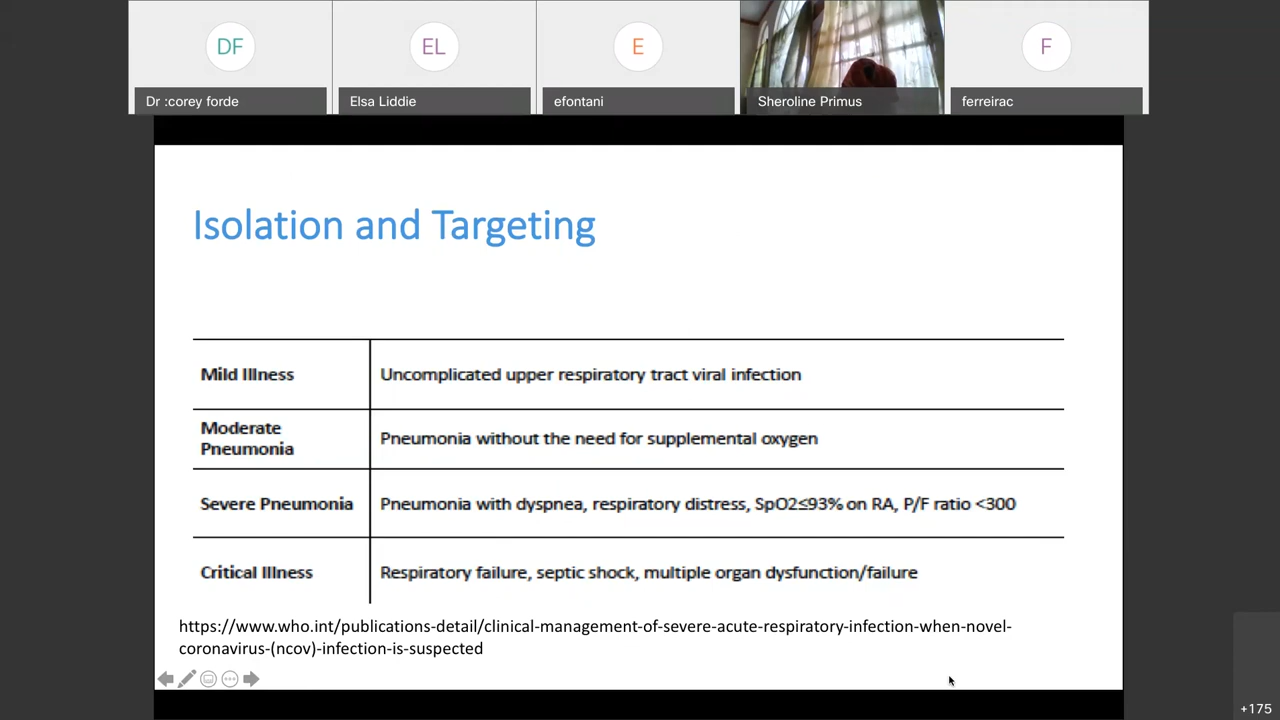 DF
EL
E
F
Dr :corey forde
Elsa Liddie
efontani
Sheroline Primus
ferreirac
Isolation and Targeting
Mild Illness
Uncomplicated upper respiratory tract viral infection
Moderate
Pneumonia
Pneumonia without the need for supplemental oxygen
Severe Pneumonia
Pneumonia with dyspnea, respiratory distress, SpO2≤93% on RA, P/F ratio <300
Critical Illness
Respiratory failure, septic shock, multiple organ dysfunction/failure
https://www.who.int/publications-detail/clinical-management-of-severe-acute-respiratory-infection-when-novel-
coronavirus-(ncov)-infection-is-suspected
+175